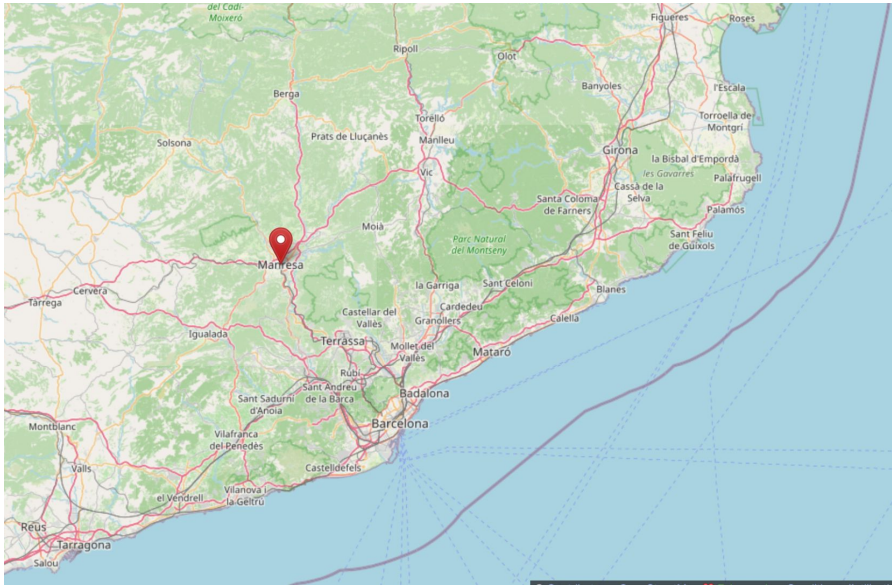 del Cadí-
Moixeró
Figueres
Roses
Ripoll
Olot
Banyoles
l'Escala
Berga
Torelló
Torroella de
Montgrí
Prats de Lluçanès
Manlleu
Solsona
Girona
la Bisbal d'Empordà
Vic
les Gavarres
Palafrugell
Cassà de la
Selva
Santa Coloma
de Farners
Palamós
Moià
Parc Natural
del Montseny
Sant Feliu
de Guíxols
Manresa
la Garriga
Sant Celoni
Blanes
Cervera
Tàrrega
Cardedeu
Castellar del
Vallès
Granollers
Calella
Igualada
Terrassa
Mollet del
Vallès
Mataró
Rubí
Sant Andreu
de la Barca
Badalona
Sant Sadurní
d'Anoia
Barcelona
Montblanc
Vilafranca
del Penedès
Valls
Castelldefels
el Vendrell
Vilanova i
la Geltrú
Reus
Tarragona
Salou